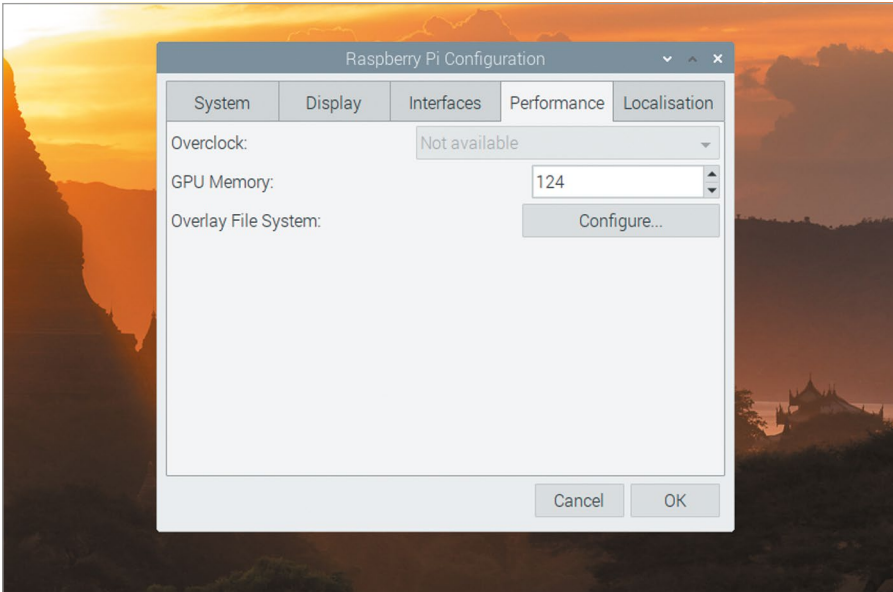 Raspberry Pi Configuration
System Display Interfaces Performance Localisation
Overclock: Not available
GPU Memory: 124
Overlay File System: Configure...
Cancel OK